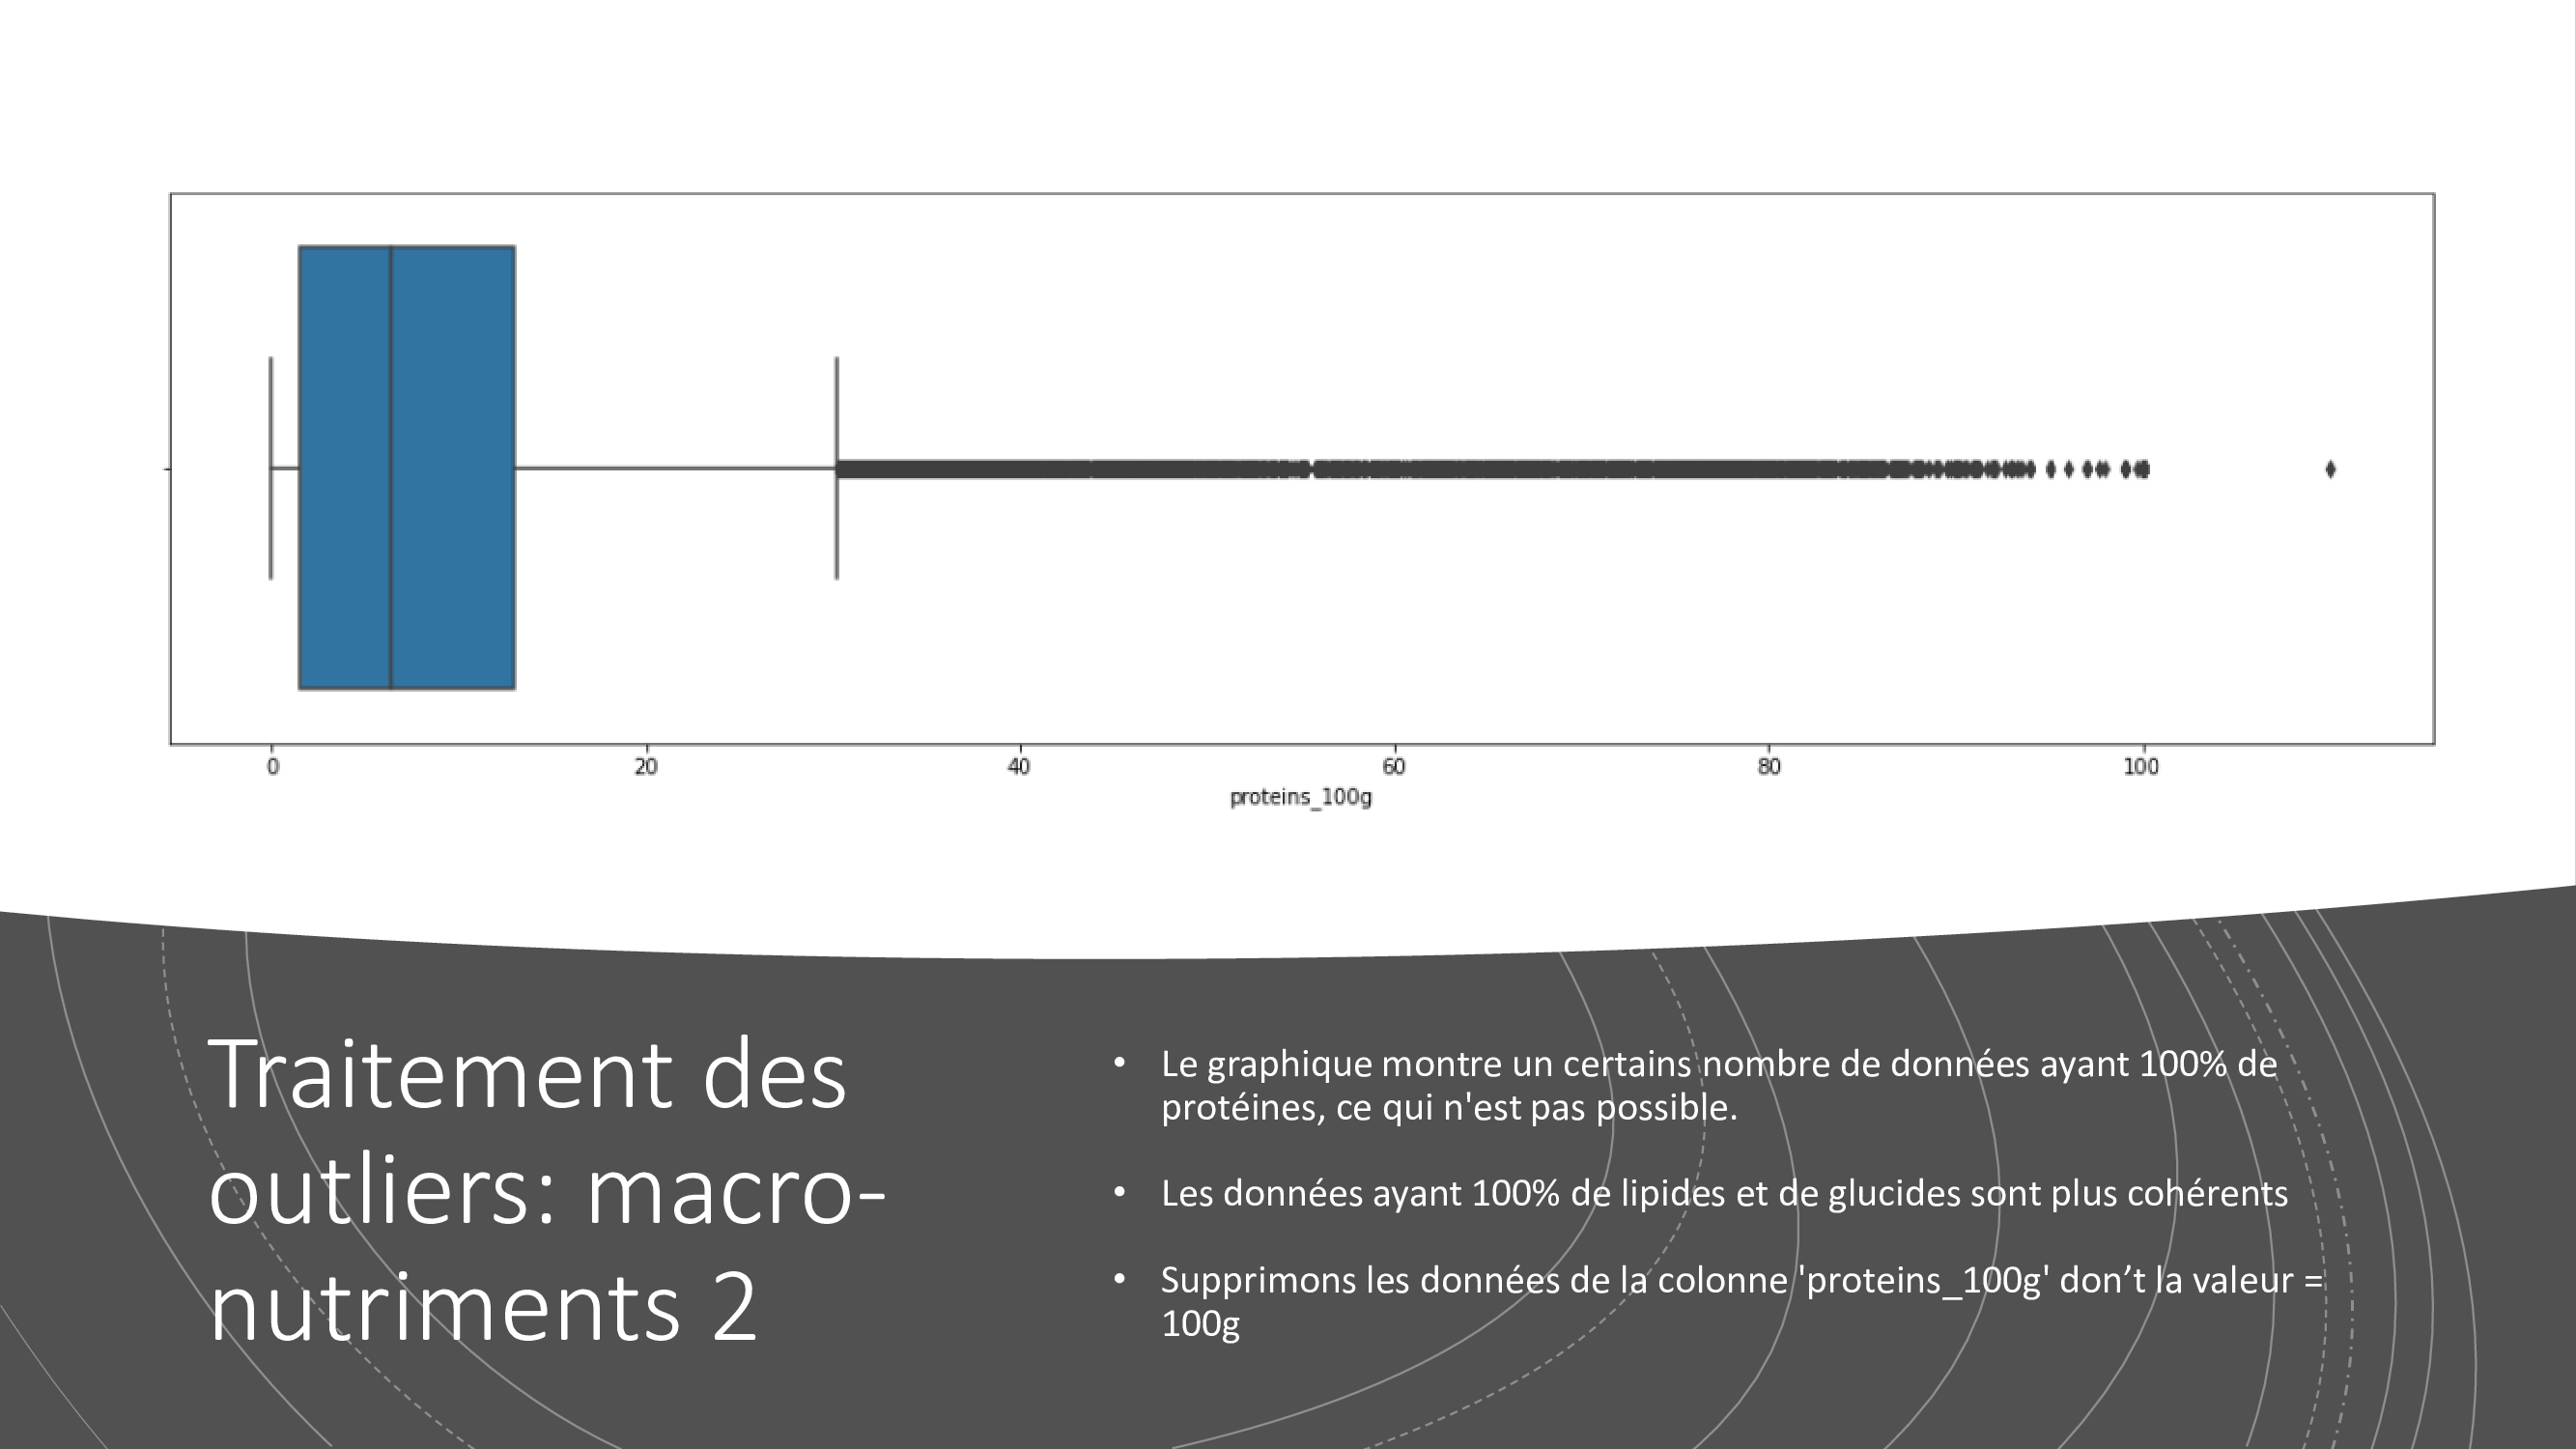 0 20 40 60 80 100
proteins_100g
Traitement des
outliers: macro-
nutriments 2
• Le graphique montre un certains nombre de données ayant 100% de
protéines, ce qui n'est pas possible.
• Les données ayant 100% de lipides et de glucides sont plus cohérents
• Supprimons les données de la colonne 'proteins_100g' don’t la valeur =
100g